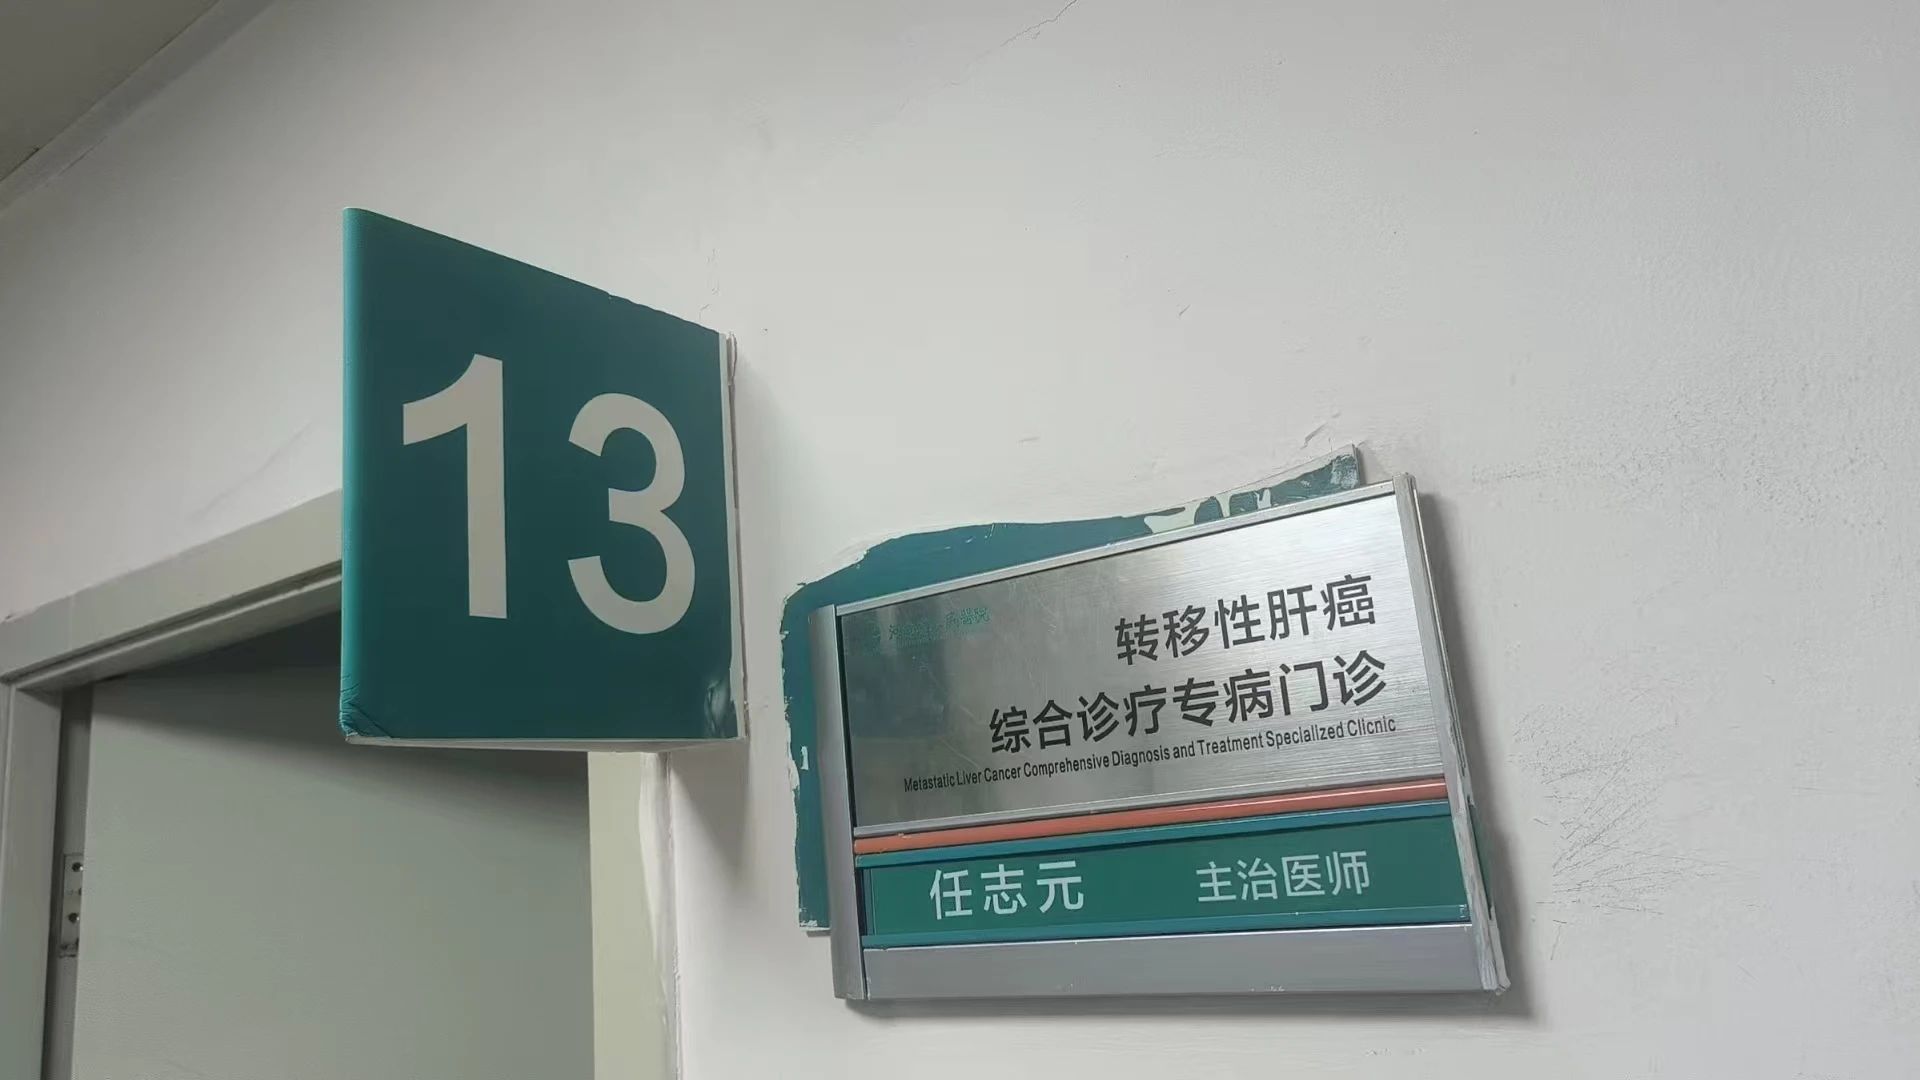 13
转移性肝癌
综合诊疗专病门诊
Metastatic Liver Cancer Comprehensive Diagnosis and Treatment Specialized Clicnic
任志元 主治医师